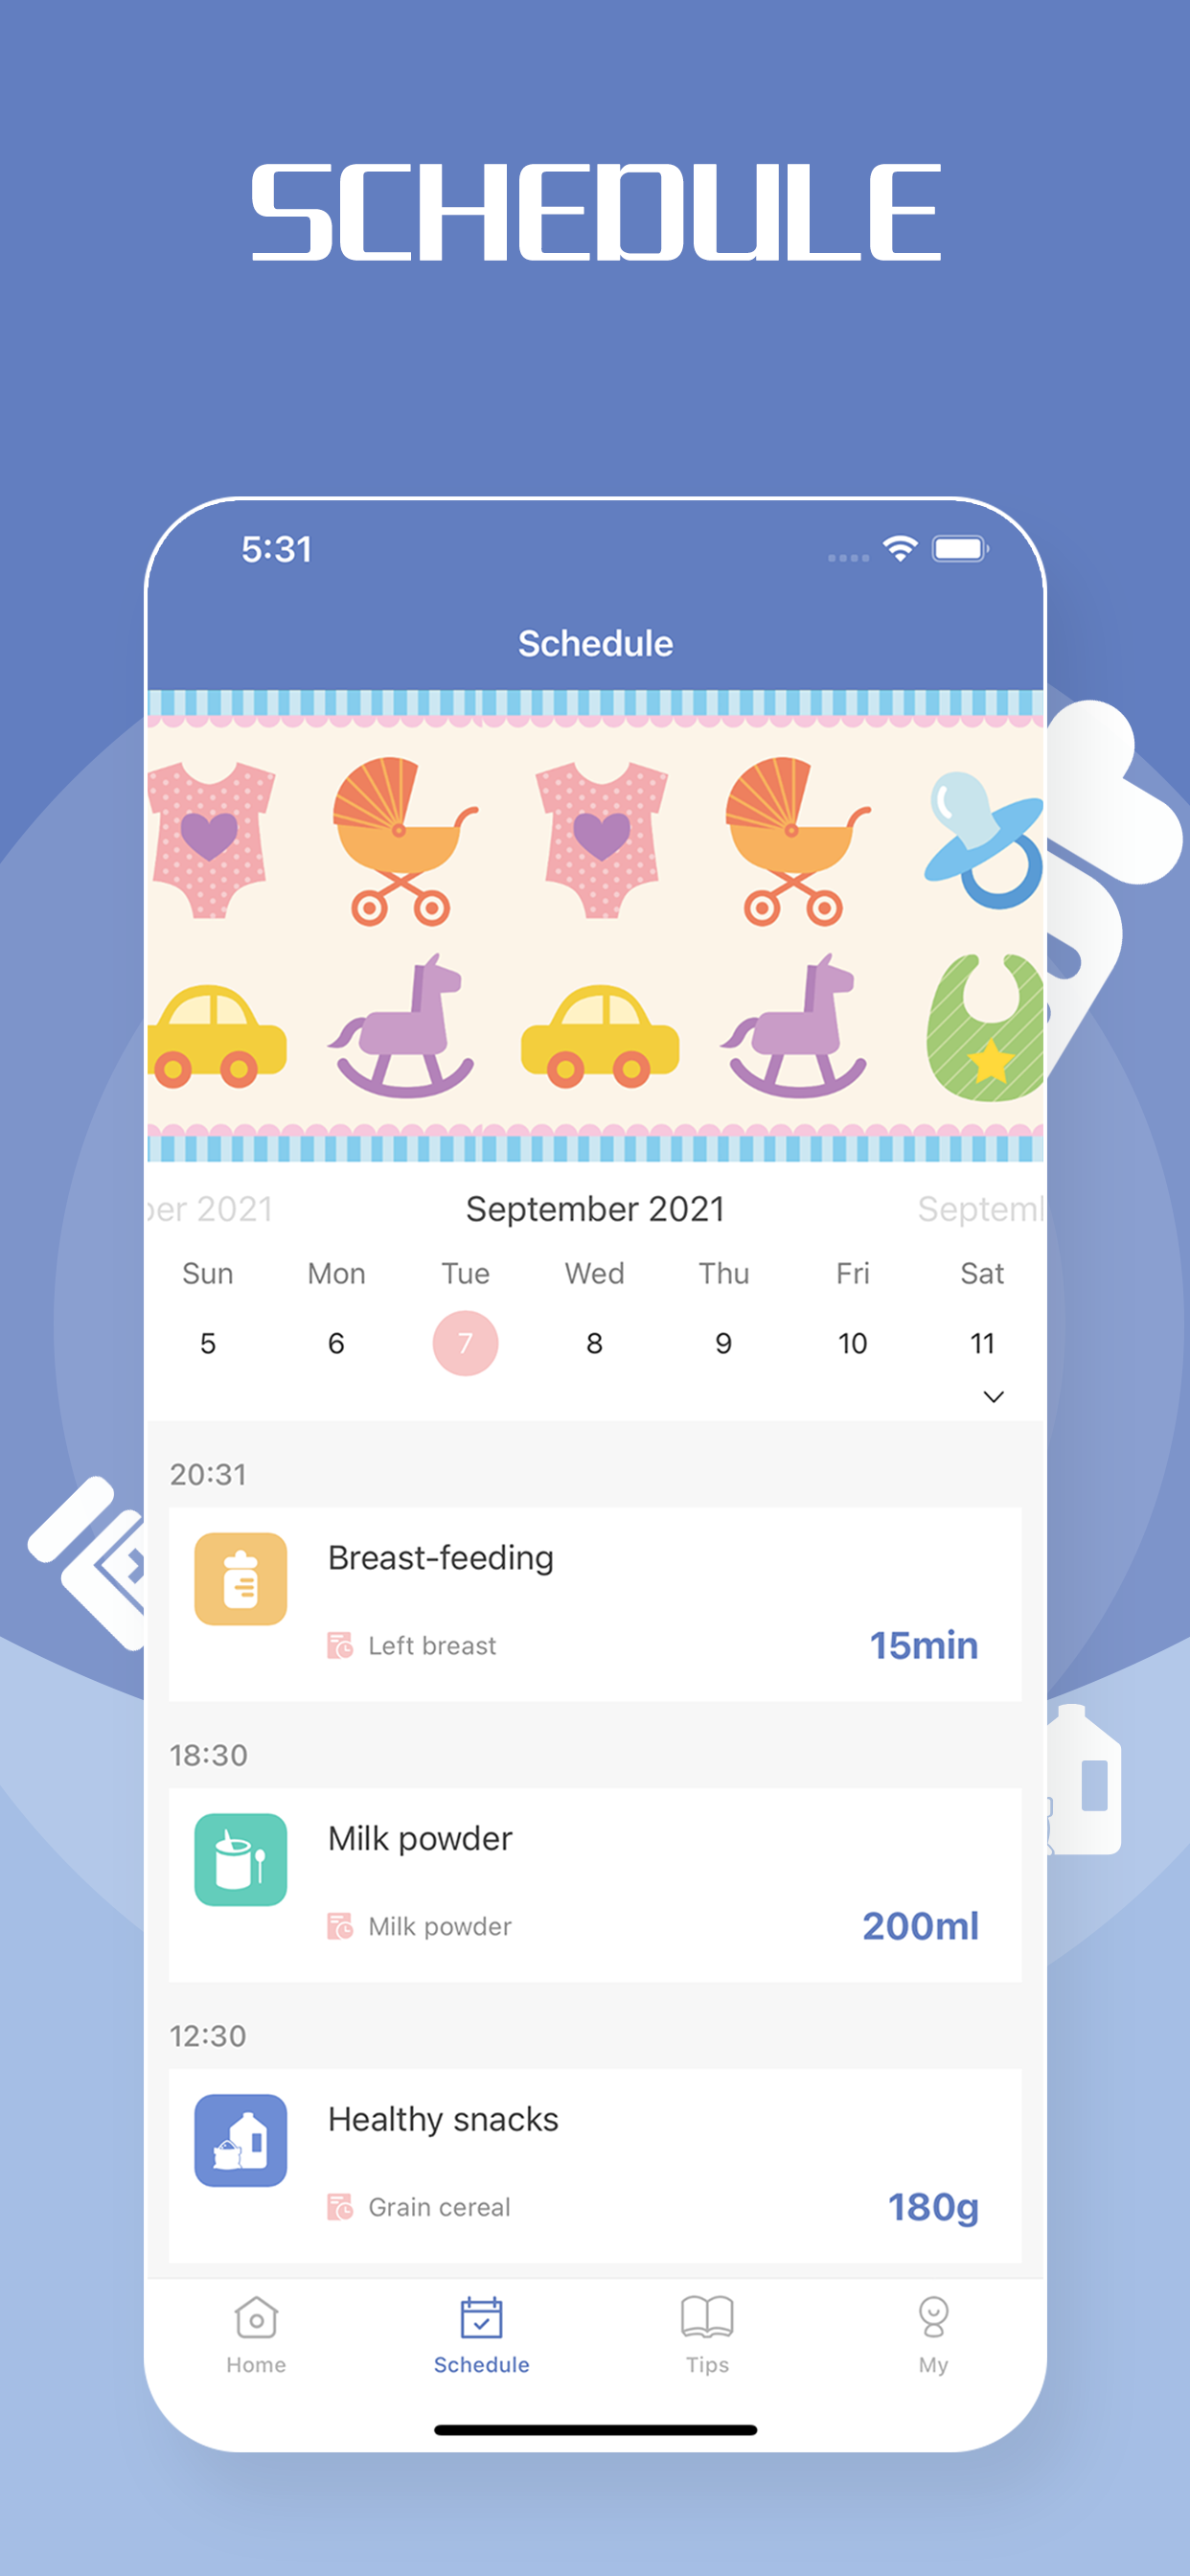 SCHEDULE
5:31
Schedule
ber 2021 September 2021 Septem
Sun Mon Tue Wed Thu Fri Sat
5 6 7 8 9 10 11
20:31
Breast-feeding
Left breast 15min
18:30
Milk powder
Milk powder 200ml
12:30
Healthy snacks
Grain cereal 180g
Home Schedule Tips My